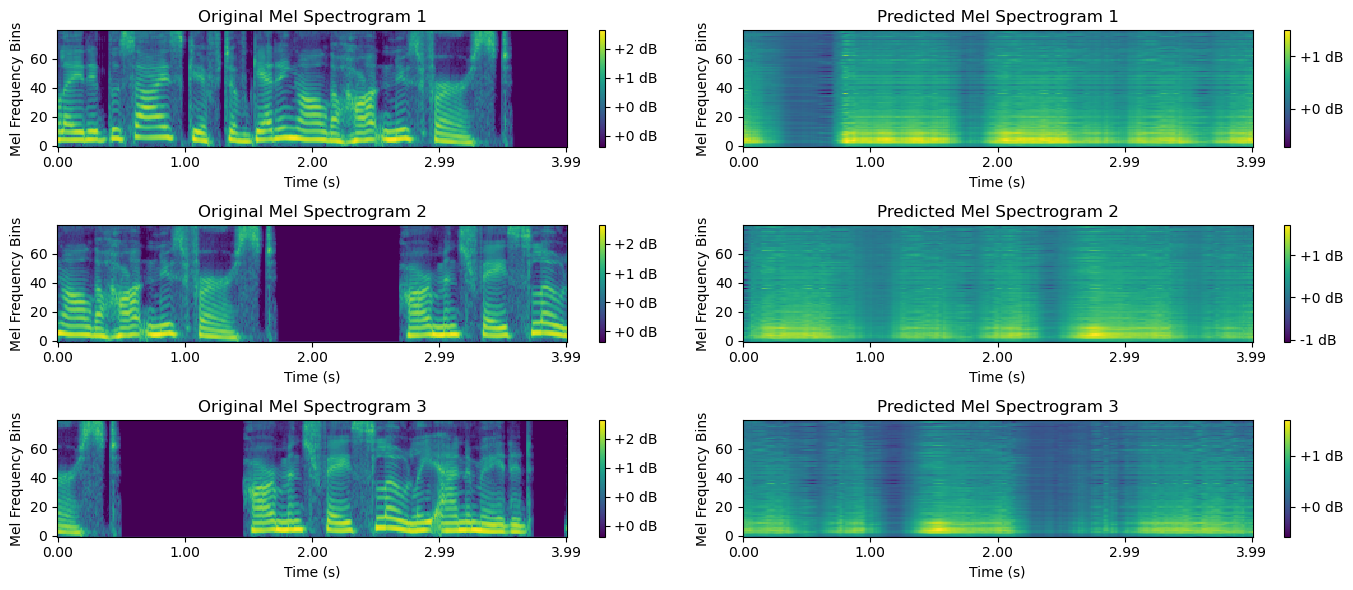 Original Mel Spectrogram 1
Mel Frequency Bins
60
40
20
0
0.00 1.00 2.00 2.99 3.99
Time (s)
+2 dB
+1 dB
+0 dB
+0 dB
Predicted Mel Spectrogram 1
Mel Frequency Bins
60
40
20
0
0.00 1.00 2.00 2.99 3.99
Time (s)
+1 dB
+0 dB
Original Mel Spectrogram 2
Mel Frequency Bins
60
40
20
0
0.00 1.00 2.00 2.99 3.99
Time (s)
+2 dB
+1 dB
+0 dB
+0 dB
Predicted Mel Spectrogram 2
Mel Frequency Bins
60
40
20
0
0.00 1.00 2.00 2.99 3.99
Time (s)
+1 dB
+0 dB
-1 dB
Original Mel Spectrogram 3
Mel Frequency Bins
60
40
20
0
0.00 1.00 2.00 2.99 3.99
Time (s)
+2 dB
+1 dB
+0 dB
+0 dB
Predicted Mel Spectrogram 3
Mel Frequency Bins
60
40
20
0
0.00 1.00 2.00 2.99 3.99
Time (s)
+1 dB
+0 dB